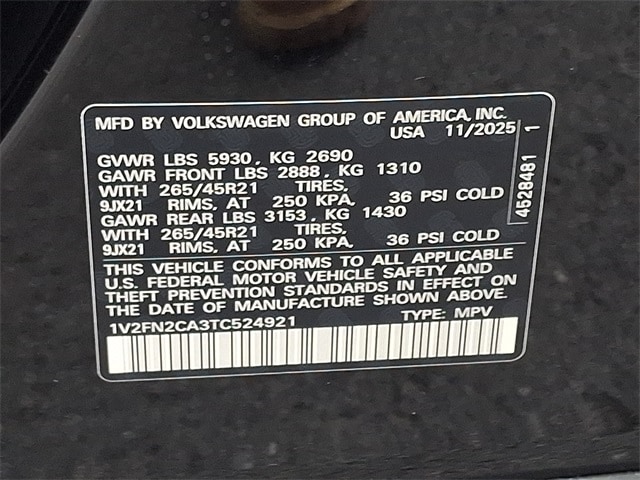 MFD BY VOLKSWAGEN GROUP OF AMERICA, INC.
USA 11/2025
GVWR LBS 5930, KG 2690
GAWR FRONT LBS 2888, KG 1310
WITH 265/45R21 TIRES,
9JX21 RIMS, AT 250 KPA, 36 PSI COLD
GAWR REAR LBS 3153, KG 1430
WITH 265/45R21 TIRES,
9JX21 RIMS, AT 250 KPA, 36 PSI COLD
THIS VEHICLE CONFORMS TO ALL APPLICABLE
U.S. FEDERAL MOTOR VEHICLE SAFETY AND
THEFT PREVENTION STANDARDS IN EFFECT ON
THE DATE OF MANUFACTURE SHOWN ABOVE.
1V2FN2CA3TC524921 TYPE: MPV
4528481 1